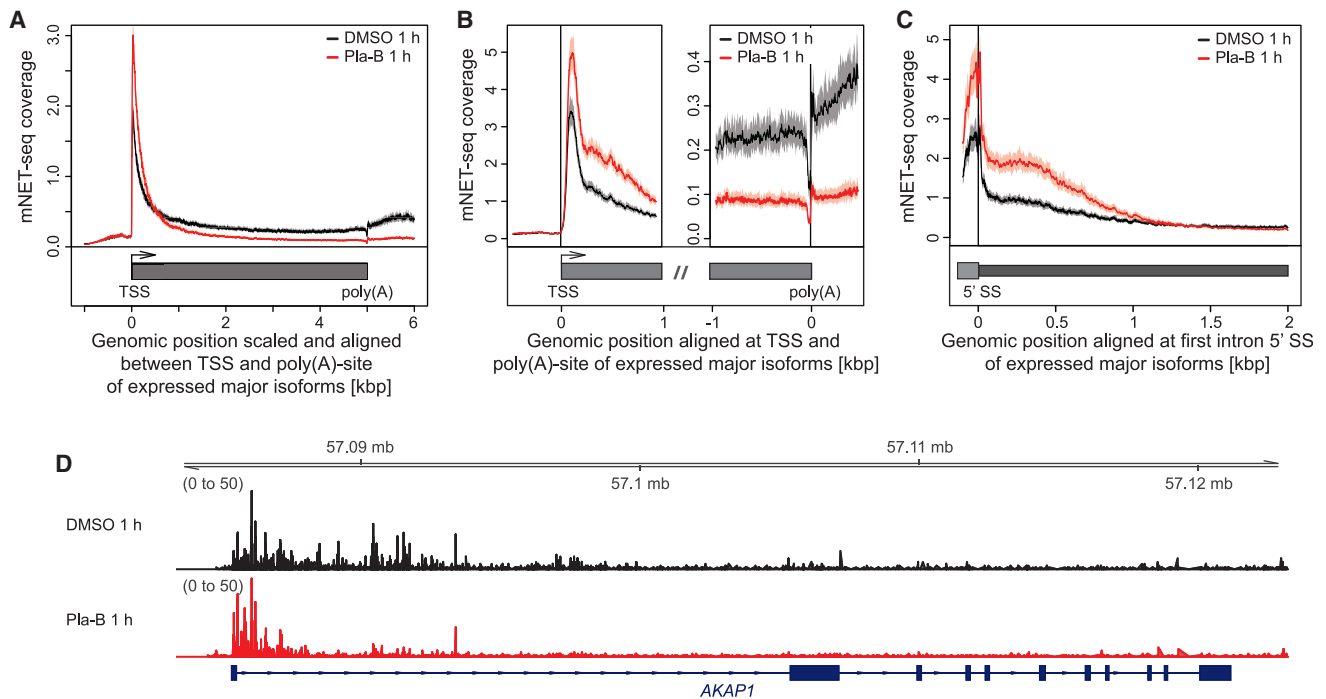 A
mNET-seq coverage
3.0
2.0
1.0
0.0
DMSO 1 h
Pla-B 1 h
TSS
poly(A)
0 2 4 6
Genomic position scaled and aligned
between TSS and poly(A)-site
of expressed major isoforms [kbp]
B
mNET-seq coverage
5
4
3
2
1
0
0.4
0.3
0.2
0.1
0.0
DMSO 1 h
Pla-B 1 h
TSS
//
poly(A)
0 1 -1 0
Genomic position aligned at TSS and
poly(A)-site of expressed major isoforms [kbp]
C
mNET-seq coverage
5
4
3
2
1
0
DMSO 1 h
Pla-B 1 h
5' SS
0 0.5 1 1.5 2
Genomic position aligned at first intron 5' SS
of expressed major isoforms [kbp]
D
57.09 mb
57.11 mb
57.1 mb
57.12 mb
(0 to 50)
DMSO 1 h
(0 to 50)
Pla-B 1 h
AKAP1